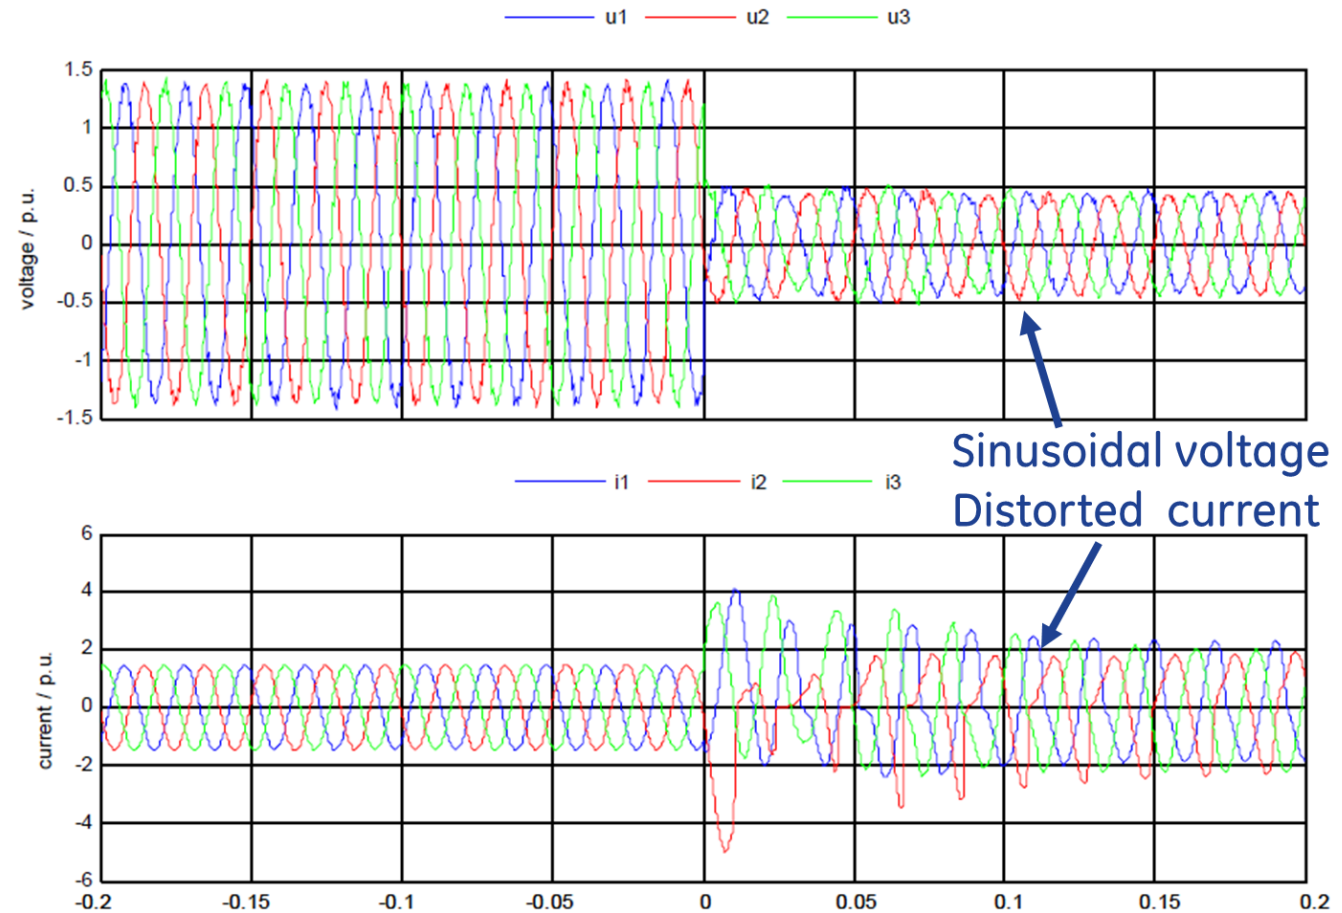 u1 u2 u3
1.5
1
0.5
0
-0.5
-1
-1.5
voltage / p.u.
Sinusoidal voltage
Distorted current
i1 i2 i3
6
4
2
0
-2
-4
-6
current / p.u.
-0.2 -0.15 -0.1 -0.05 0 0.05 0.1 0.15 0.2